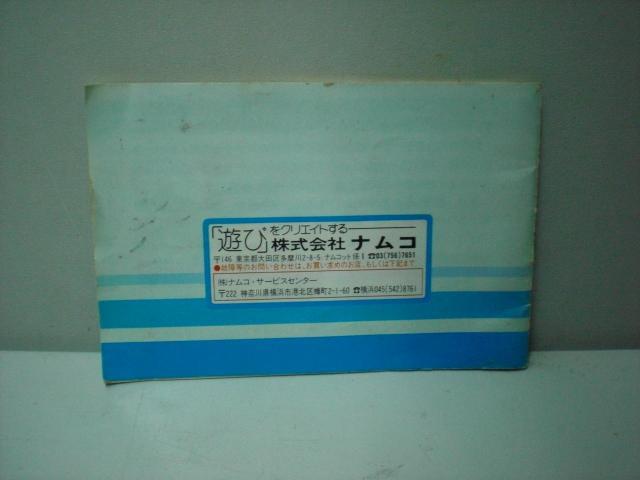 「遊び」をクリエイトする
株式会社 ナムコ
〒146 東京都大田区多摩川2-8-5 ナムコット係 ☎03(756)7651
●故障等のお問い合わせは、お買い求めのお店、もしくは下記まで
(株)ナムコ・サービスセンター
〒222 神奈川県横浜市港北区樽町2-1-60 ☎横浜045(542)8761